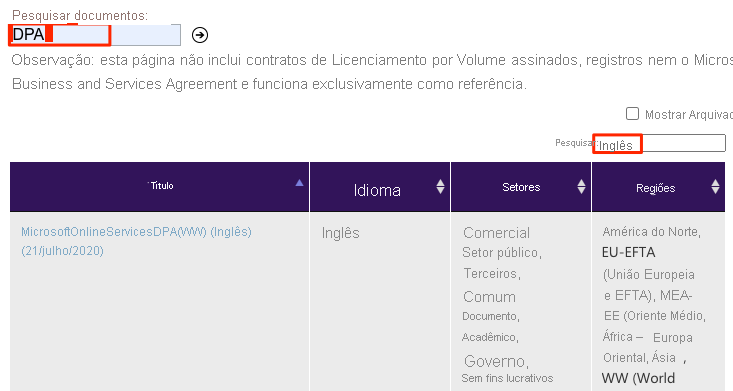 Pesquisar documentos:
DPA
Observação: esta página não inclui contratos de Licenciamento por Volume assinados, registros nem o Micros
Business and Services Agreement e funciona exclusivamente como referência.
Mostrar Arquivad
Pesquisar: Inglês
Título Idioma Setores Regiões
MicrosoftOnlineServicesDPA(WW) (Inglês)
(21/julho/2020)
Inglês
Comercial
Setor público,
Terceiros,
Comum
Documento,
Acadêmico,
Governo,
Sem fins lucrativos
América do Norte,
EU-EFTA
(União Europeia
e EFTA), MEA-
EE (Oriente Médio,
África – Europa
Oriental, Ásia ,
WW (World